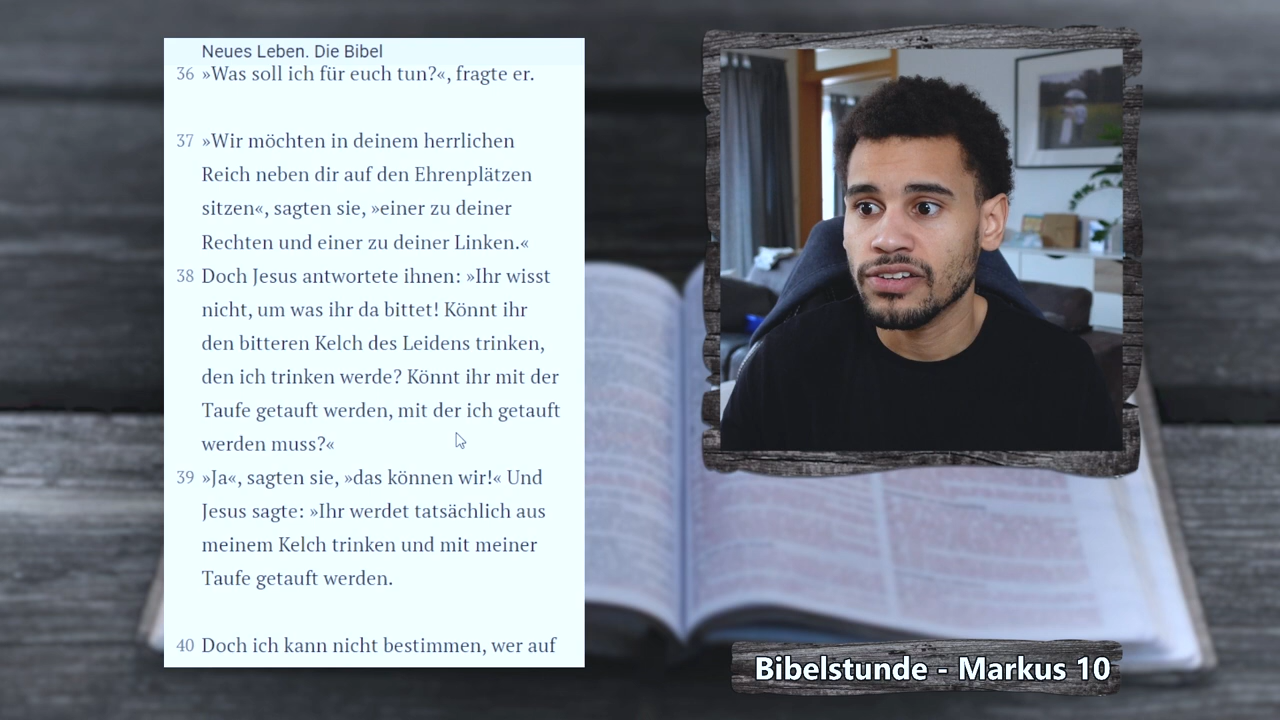 Neues Leben. Die Bibel
36 »Was soll ich für euch tun?«, fragte er.
37 »Wir möchten in deinem herrlichen
Reich neben dir auf den Ehrenplätzen
sitzen«, sagten sie, »einer zu deiner
Rechten und einer zu deiner Linken.«
38 Doch Jesus antwortete ihnen: »Ihr wisst
nicht, um was ihr da bittet! Könnt ihr
den bitteren Kelch des Leidens trinken,
den ich trinken werde? Könnt ihr mit der
Taufe getauft werden, mit der ich getauft
werden muss?«
39 »Ja«, sagten sie, »das können wir!« Und
Jesus sagte: »Ihr werdet tatsächlich aus
meinem Kelch trinken und mit meiner
Taufe getauft werden.
40 Doch ich kann nicht bestimmen, wer auf
Bibelstunde - Markus 10